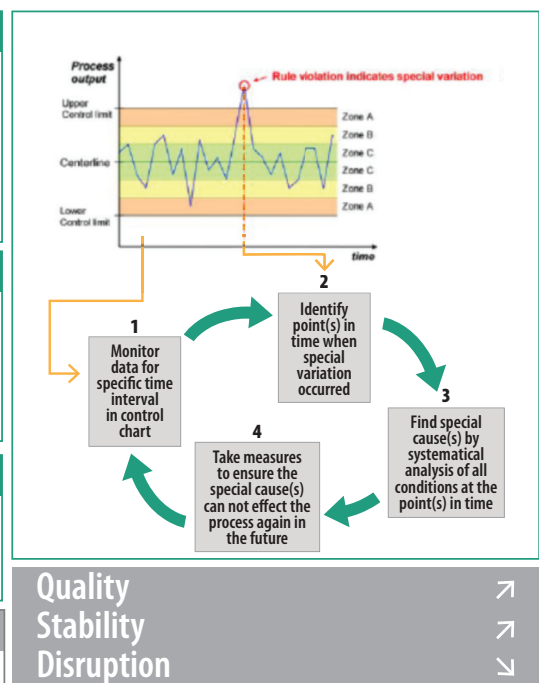 Process
output
Rule violation indicates special variation
Upper
Control limit
Zone A
Zone B
Zone C
Centerline
Zone C
Zone B
Zone A
Lower
Control limit
time
1
Monitor
data for
specific time
interval
in control
chart
2
Identify
point(s) in
time when
special
variation
occurred
3
Find special
cause(s) by
systematical
analysis of all
conditions at the
point(s) in time
4
Take measures
to ensure the
special cause(s)
can not effect the
process again in
the future
Quality
Stability
Disruption